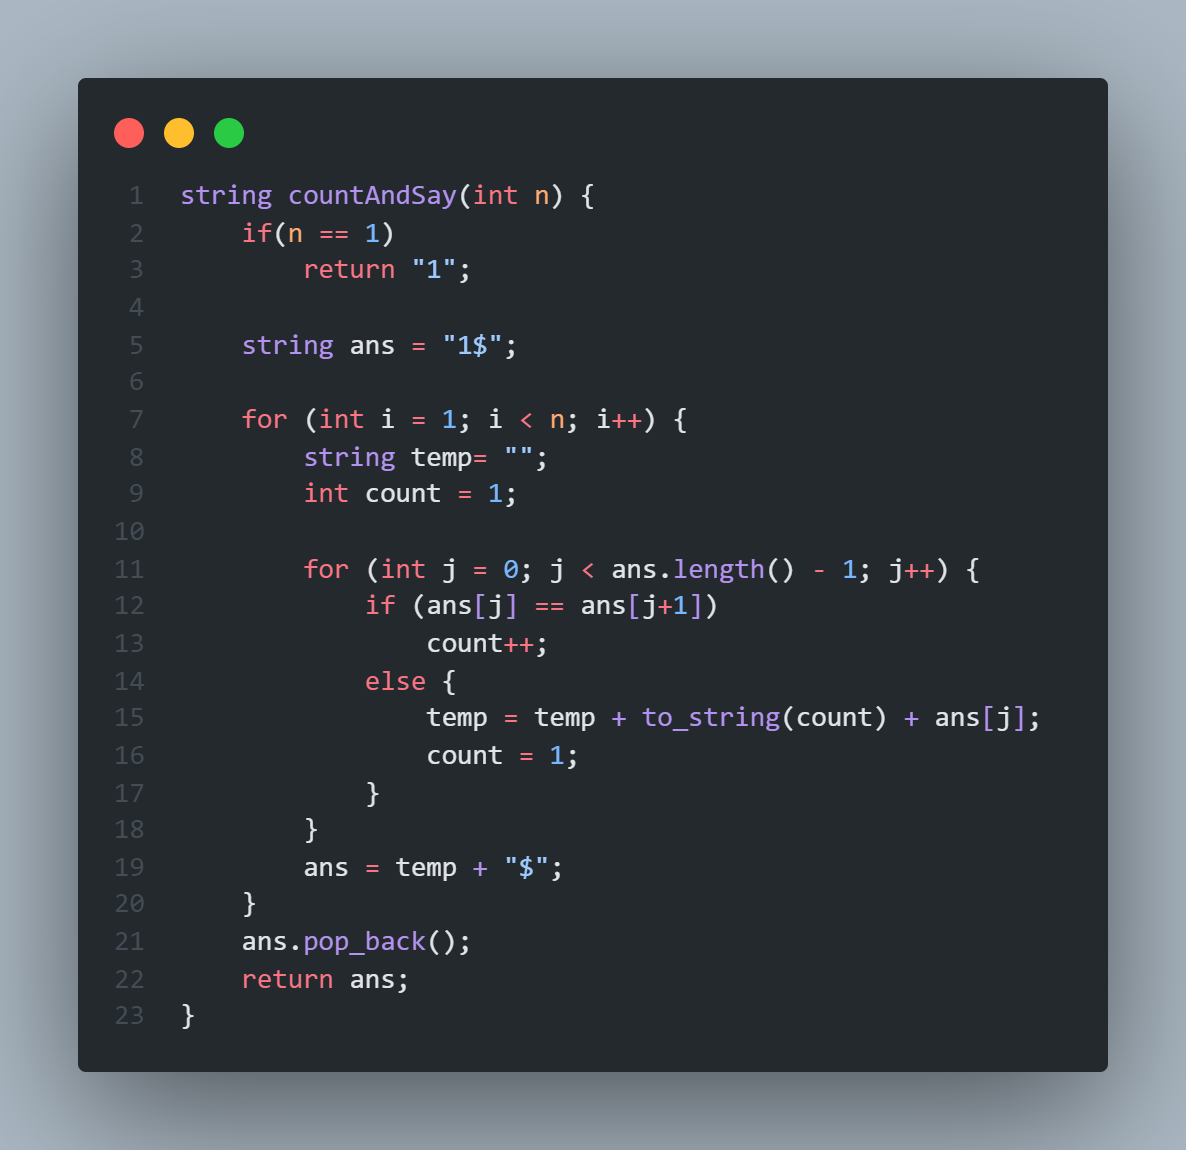 1 string countAndSay(int n) {
2     if(n == 1)
3         return "1";
4
5     string ans = "1$";
6
7     for (int i = 1; i < n; i++) {
8         string temp= "";
9         int count = 1;
10
11         for (int j = 0; j < ans.length() - 1; j++) {
12             if (ans[j] == ans[j+1])
13                 count++;
14             else {
15                 temp = temp + to_string(count) + ans[j];
16                 count = 1;
17             }
18         }
19         ans = temp + "$";
20     }
21     ans.pop_back();
22     return ans;
23 }